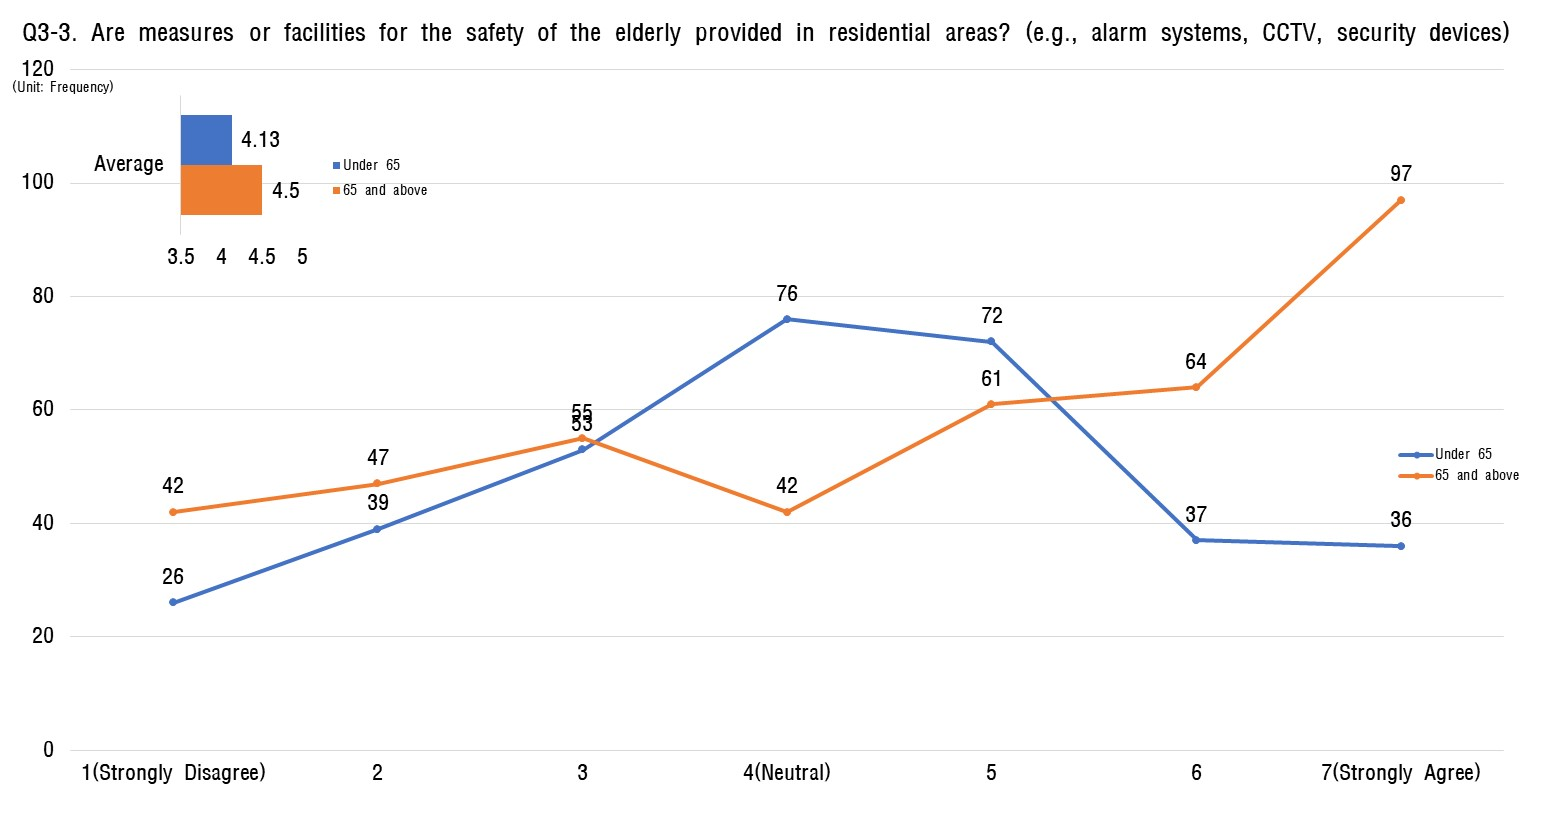 Q3-3. Are measures or facilities for the safety of the elderly provided in residential areas? (e.g., alarm systems, CCTV, security devices)
120
(Unit: Frequency)
4.13
Average
Under 65
4.5
65 and above
3.5 4 4.5 5
100
80
60
40
20
0
97
76
72
64
61
55
53
47
42
42
39
37
36
26
Under 65
65 and above
1(Strongly Disagree) 2 3 4(Neutral) 5 6 7(Strongly Agree)